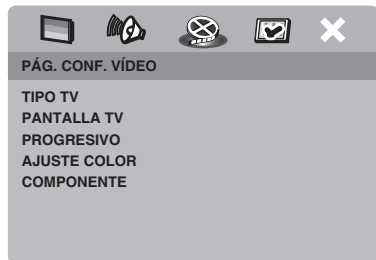 PÁG. CONF. VÍDEO
TIPO TV
PANTALLA TV
PROGRESIVO
AJUSTE COLOR
COMPONENTE